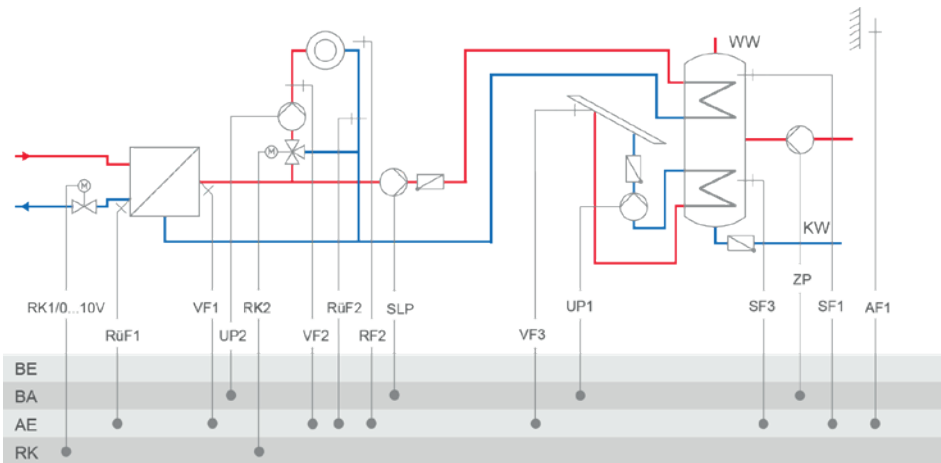 WW
M
M
KW
RK1/0...10V VF1 RK2 RüF2 SLP UP1 ZP SF3 SF1 AF1
RüF1 UP2 VF2 RF2 VF3
BE
BA
AE
RK